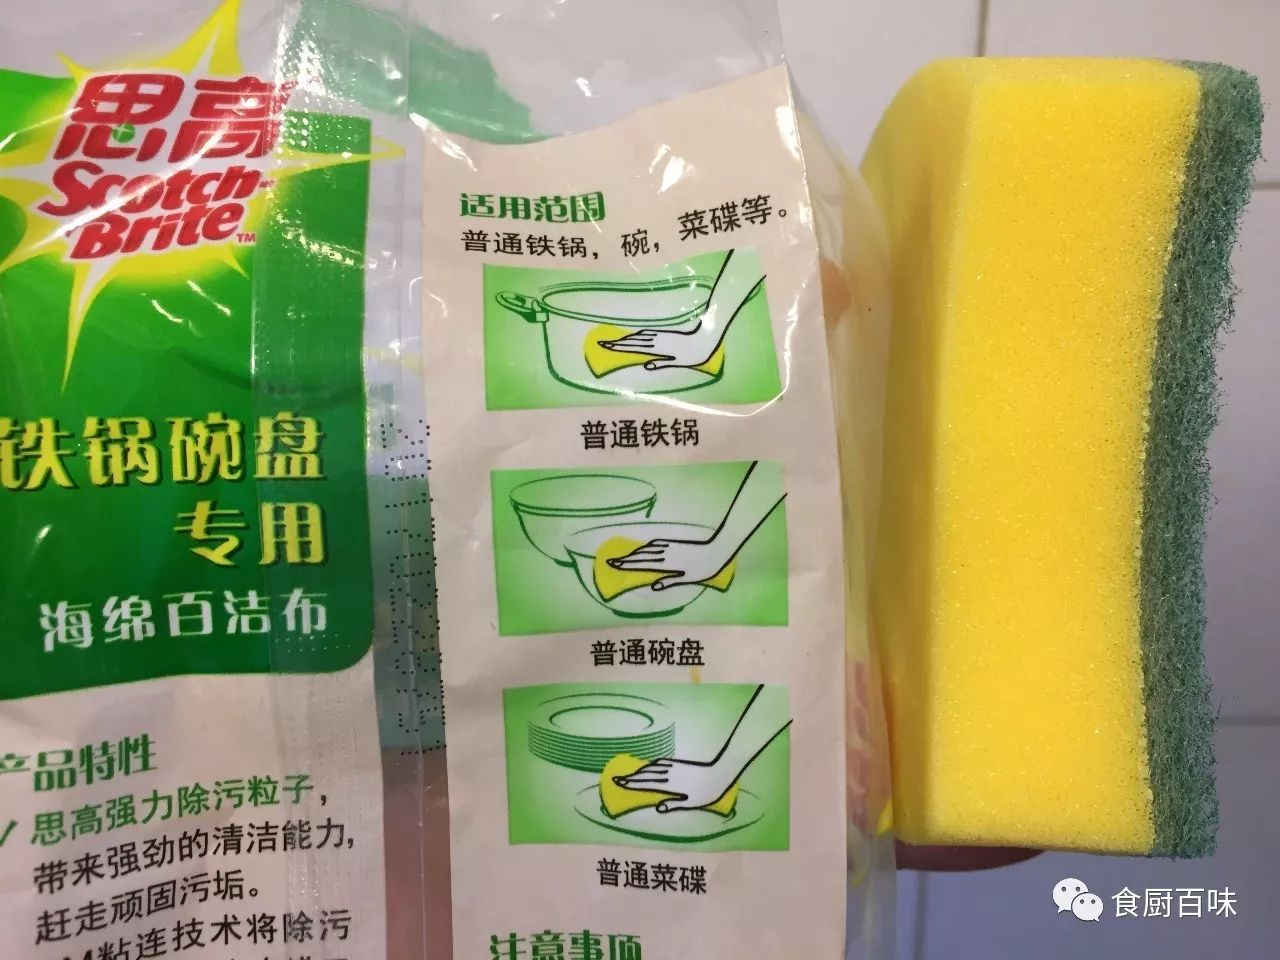 思高
Scotch-
Brite™
铁锅碗盘
专用
海绵百洁布
产品特性
✓ 思高强力除污粒子,
带来强劲的清洁能力,
赶走顽固污垢。
粘连技术将除污
适用范围
普通铁锅, 碗, 菜碟等。
普通铁锅
普通碗盘
普通菜碟
注意事项
食厨百味